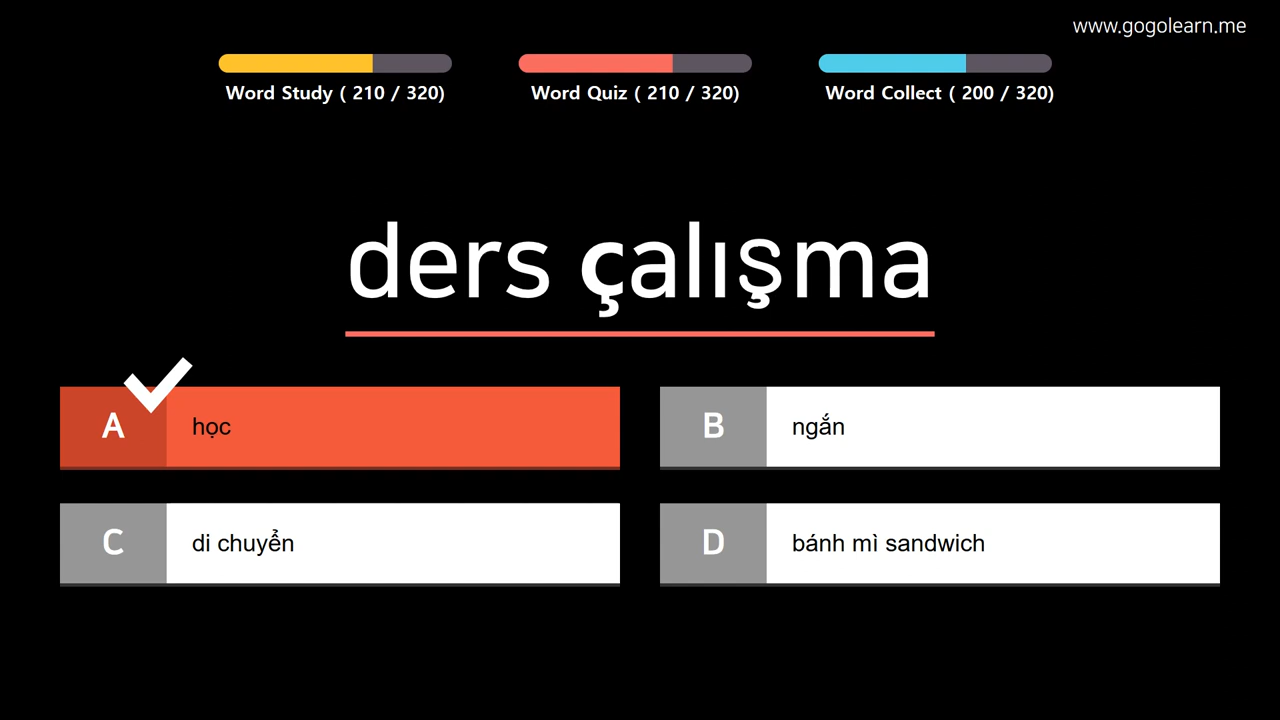 www.gogolearn.me
Word Study ( 210 / 320)
Word Quiz ( 210 / 320)
Word Collect ( 200 / 320)
ders çalışma
A học
B ngắn
C di chuyển
D bánh mì sandwich